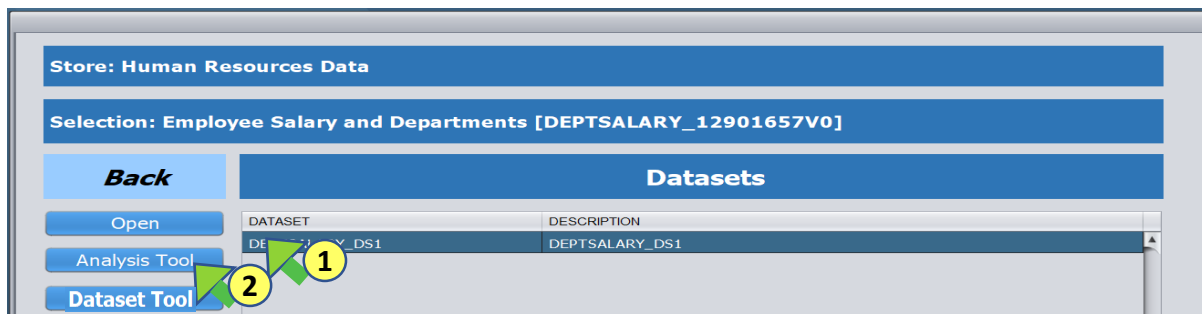 Store: Human Resources Data
Selection: Employee Salary and Departments [DEPTSALARY_12901657V0]
Back
Datasets
Open
DATASET DESCRIPTION
DEPTSALARY_DS1
Analysis Tool
1
2
Dataset Tool